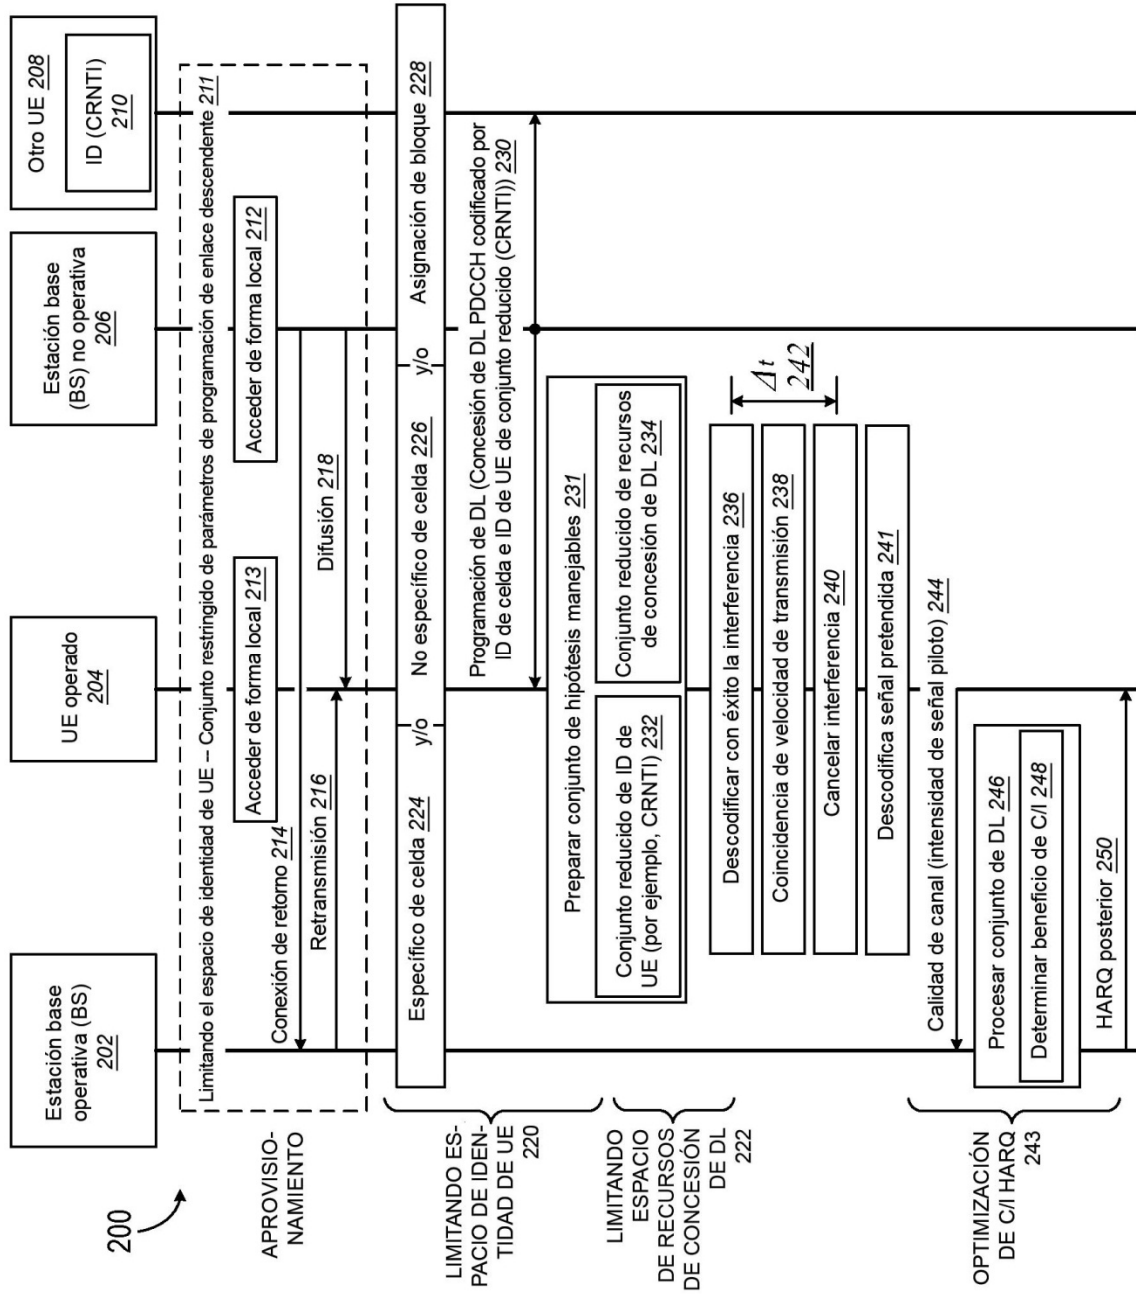 200
Estación base
operativa (BS)
202
UE operado
204
Estación base
(BS) no operativa
206
Otro UE 208
ID (CRNTI)
210
APROVISIO-
NAMIENTO
Limitando el espacio de identidad de UE – Conjunto restringido de parámetros de programación de enlace descendente 211
Acceder de forma local 213
Acceder de forma local 212
Conexión de retorno 214
Retransmisión 216
Difusión 218
LIMITANDO ES-
PACIO DE IDEN-
TIDAD DE UE
220
Específico de celda 224
y/o
No específico de celda 226
y/o
Asignación de bloque 228
Programación de DL (Concesión de DL PDCCH codificado por
ID de celda e ID de UE de conjunto reducido (CRNTI)) 230
LIMITANDO
ESPACIO
DE RECURSOS
DE CONCESIÓN
DE DL 222
Preparar conjunto de hipótesis manejables 231
Conjunto reducido de ID de
UE (por ejemplo, CRNTI) 232
Conjunto reducido de recursos
de concesión de DL 234
Descodificar con éxito la interferencia 236
Coincidencia de velocidad de transmisión 238
Cancelar interferencia 240
Descodifica señal pretendida 241
Δt
242
OPTIMIZACIÓN
DE C/I HARQ
243
Calidad de canal (intensidad de señal piloto) 244
Procesar conjunto de DL 246
Determinar beneficio de C/I 248
HARQ posterior 250